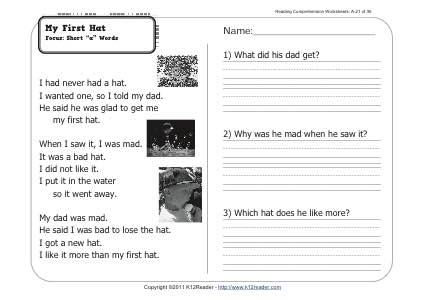 Reading Comprehension Worksheets: A-21 of 36
My First Hat
Focus: Short "a" Words
I had never had a hat.
I wanted one, so I told my dad.
He said he was glad to get me
my first hat.
When I saw it, I was mad.
It was a bad hat.
I did not like it.
I put it in the water
so it went away.
My dad was mad.
He said I was bad to lose the hat.
I got a new hat.
I like it more than my first hat.
Name:
1) What did his dad get?
2) Why was he mad when he saw it?
3) Which hat does he like more?
Copyright ©2011 K12Reader - http://www.k12reader.com